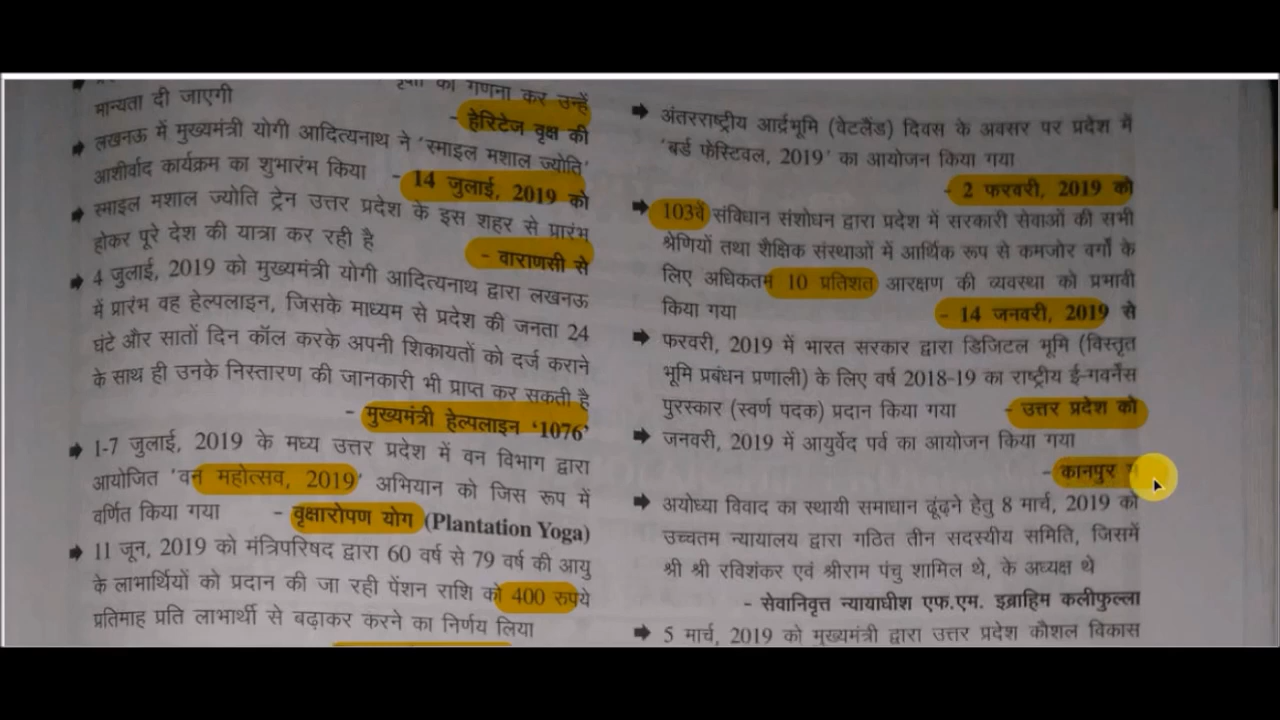 का गणना कर उन्हें
मान्यता दी जाएगी
- हेरिटेज वृक्ष की
➡ लखनऊ में मुख्यमंत्री योगी आदित्यनाथ ने 'स्माइल मशाल ज्योति'
आशीर्वाद कार्यक्रम का शुभारंभ किया - 14 जुलाई, 2019 को
➡ स्माइल मशाल ज्योति ट्रेन उत्तर प्रदेश के इस शहर से प्रारंभ
होकर पूरे देश की यात्रा कर रही है
- वाराणसी से
➡ 4 जुलाई, 2019 को मुख्यमंत्री योगी आदित्यनाथ द्वारा लखनऊ
में प्रारंभ वह हेल्पलाइन, जिसके माध्यम से प्रदेश की जनता 24
घंटे और सातों दिन कॉल करके अपनी शिकायतों को दर्ज कराने
के साथ ही उनके निस्तारण की जानकारी भी प्राप्त कर सकती है
- मुख्यमंत्री हेल्पलाइन '1076'
➡ 1-7 जुलाई, 2019 के मध्य उत्तर प्रदेश में वन विभाग द्वारा
आयोजित 'वन महोत्सव, 2019' अभियान को जिस रूप में
वर्णित किया गया - वृक्षारोपण योग (Plantation Yoga)
➡ 11 जून, 2019 को मंत्रिपरिषद द्वारा 60 वर्ष से 79 वर्ष की आयु
के लाभार्थियों को प्रदान की जा रही पेंशन राशि को 400 रुपये
प्रतिमाह प्रति लाभार्थी से बढ़ाकर करने का निर्णय लिया
➡ अंतरराष्ट्रीय आर्द्रभूमि (वेटलैंड) दिवस के अवसर पर प्रदेश में
'बर्ड फेस्टिवल, 2019' का आयोजन किया गया
- 2 फरवरी, 2019 को
➡ 103वें संविधान संशोधन द्वारा प्रदेश में सरकारी सेवाओं की सभी
श्रेणियों तथा शैक्षिक संस्थाओं में आर्थिक रूप से कमजोर वर्गों के
लिए अधिकतम 10 प्रतिशत आरक्षण की व्यवस्था को प्रभावी
किया गया - 14 जनवरी, 2019 से
➡ फरवरी, 2019 में भारत सरकार द्वारा डिजिटल भूमि (विस्तृत
भूमि प्रबंधन प्रणाली) के लिए वर्ष 2018-19 का राष्ट्रीय ई-गवर्नेंस
पुरस्कार (स्वर्ण पदक) प्रदान किया गया - उत्तर प्रदेश को
➡ जनवरी, 2019 में आयुर्वेद पर्व का आयोजन किया गया
- कानपुर में
➡ अयोध्या विवाद का स्थायी समाधान ढूंढ़ने हेतु 8 मार्च, 2019 को
उच्चतम न्यायालय द्वारा गठित तीन सदस्यीय समिति, जिसमें
श्री श्री रविशंकर एवं श्रीराम पंचु शामिल थे, के अध्यक्ष थे
- सेवानिवृत्त न्यायाधीश एफ.एम. इब्राहिम कलीफुल्ला
➡ 5 मार्च, 2019 को मुख्यमंत्री द्वारा उत्तर प्रदेश कौशल विकास